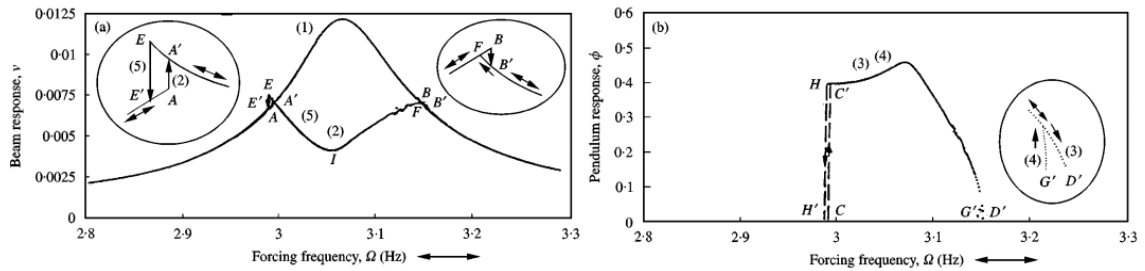 (a)
(1)
(5)
(2)
E
A'
E'
A
E
E'
A'
A
(5)
(2)
I
F
B
B'
B
B'
F
0·0125
0·01
0·0075
0·005
0·0025
0
2·8
2·9
3
3·1
3·2
3·3
Beam response, v
Forcing frequency, Ω (Hz)
(b)
(3)
(4)
H
C'
H'
C
G'
D'
(4)
(3)
G'
D'
0·6
0·5
0·4
0·3
0·2
0·1
0
2·8
2·9
3
3·1
3·2
3·3
Pendulum response, ϕ
Forcing frequency, Ω (Hz)